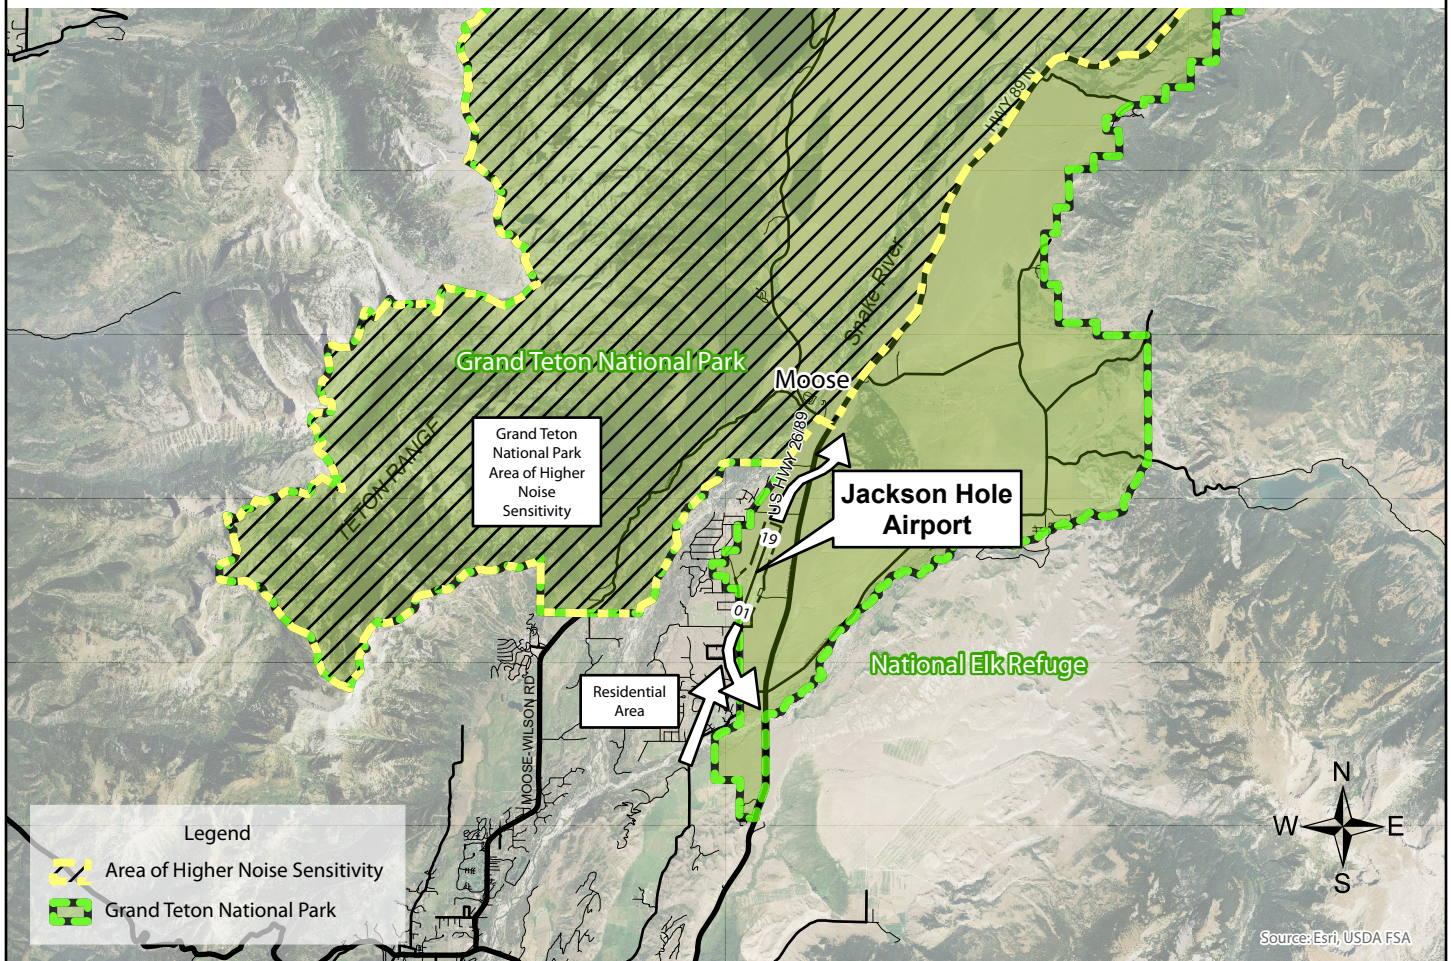 HWY 89 N
Snake River
Grand Teton National Park
Moose
US HWY 26/89
Grand Teton
National Park
Area of Higher
Noise
Sensitivity
ETON RANGE
Jackson Hole
Airport
19
01
National Elk Refuge
Residential
Area
MOOSE-WILSON RD
N
W
E
S
Legend
Area of Higher Noise Sensitivity
Grand Teton National Park
Source: Esri, USDA FSA